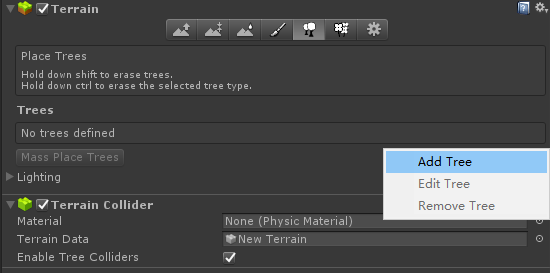 Terrain
Place Trees
Hold down shift to erase trees.
Hold down ctrl to erase the selected tree type.
Trees
No trees defined
Mass Place Trees
Add Tree
Edit Tree
Remove Tree
Lighting
Terrain Collider
Material None (Physic Material)
Terrain Data New Terrain
Enable Tree Colliders